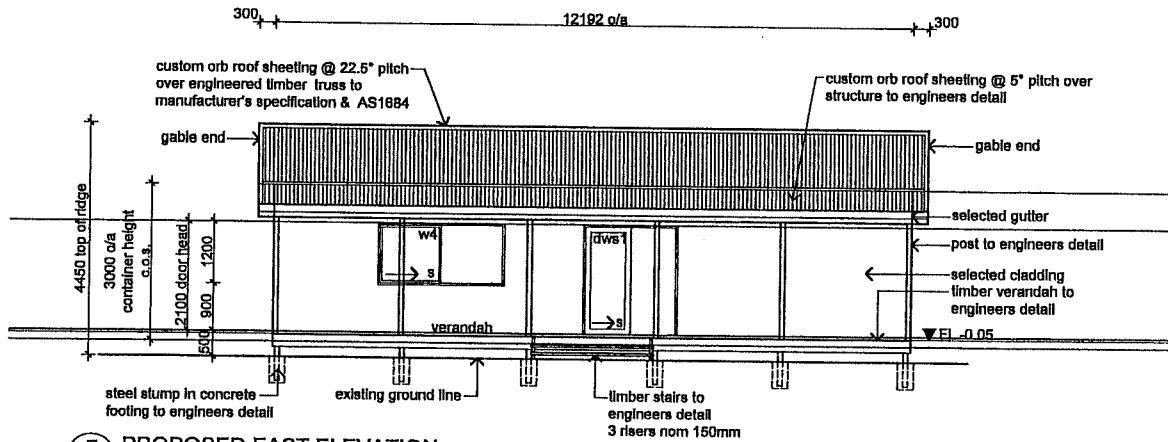 300
12192 o/a
300
custom orb roof sheeting @ 22.5° pitch
over engineered timber truss to
manufacturer's specification & AS1684
custom orb roof sheeting @ 5° pitch over
structure to engineers detail
gable end
gable end
4450 top of ridge
3000 o/a
container height
c.o.s.
2100 door head
1200
900
500
w4
s
dws1
s
selected gutter
post to engineers detail
selected cladding
timber verandah to
engineers detail
verandah
FL -0.05
steel stump in concrete
footing to engineers detail
existing ground line
timber stairs to
engineers detail
3 risers nom 150mm
PROPOSED EAST ELEVATION